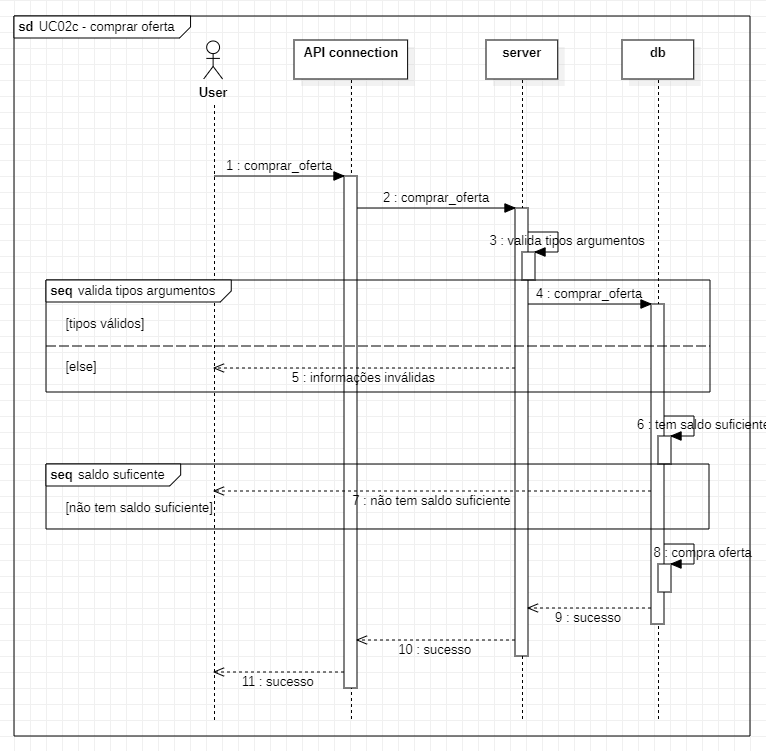 sd UC02c - comprar oferta
API connection
server
db
User
1 : comprar_oferta
2 : comprar_oferta
3 : valida tipos argumentos
seq valida tipos argumentos
4 : comprar_oferta
[tipos válidos]
[else]
5 : informações inválidas
6 : tem saldo suficiente
seq saldo suficente
7 : não tem saldo suficiente
[não tem saldo suficiente]
8 : compra oferta
9 : sucesso
10 : sucesso
11 : sucesso